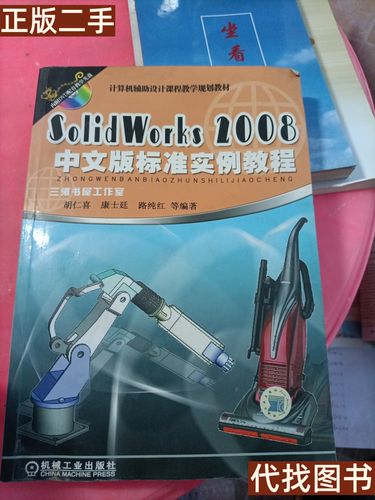 正版二手
坐看
计算机辅助设计课程教学规划教材
SolidWorks 2008
中文版标准实例教程
ZHONGWENBANBIAOZHUNSHILIJIAOCHENG
三维书屋工作室
胡仁喜 康士廷 路纯红 等编著
机械工业出版社
CHINA MACHINE PRESS
代找图书